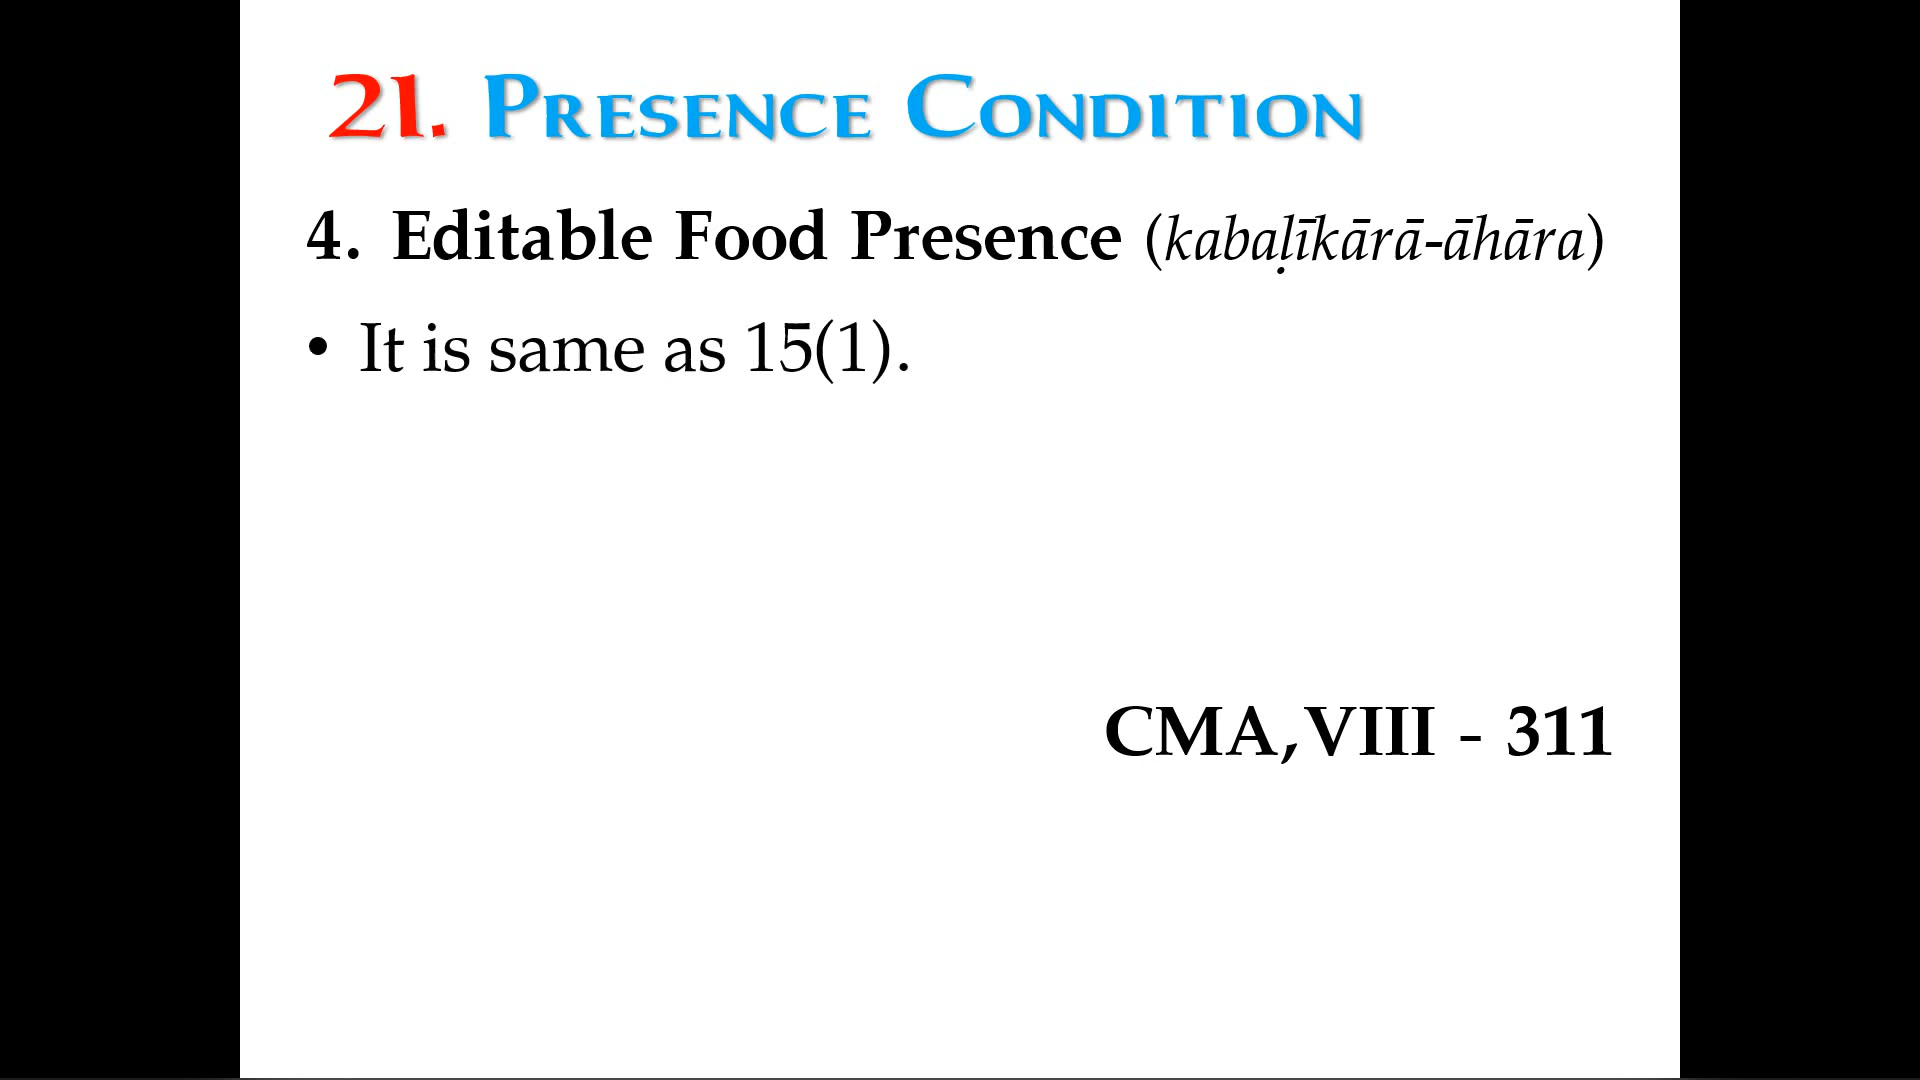 21. Presence Condition
4. Editable Food Presence (kabaḷīkārā-āhāra)
• It is same as 15(1).
CMA,VIII - 311